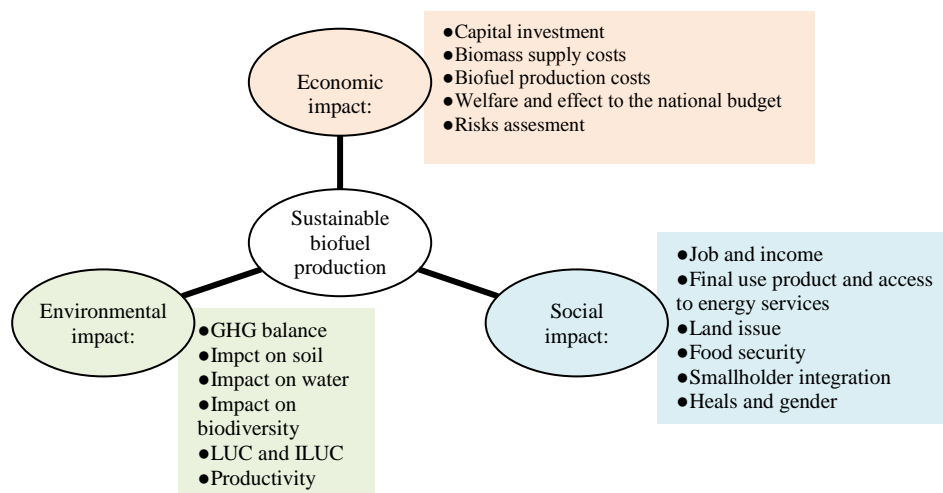 Economic
impact:
●Capital investment
●Biomass supply costs
●Biofuel production costs
●Welfare and effect to the national budget
●Risks assesment
Sustainable
biofuel
production
Environmental
impact:
●GHG balance
●Impct on soil
●Impact on water
●Impact on
biodiversity
●LUC and ILUC
●Productivity
Social
impact:
●Job and income
●Final use product and access
to energy services
●Land issue
●Food security
●Smallholder integration
●Heals and gender